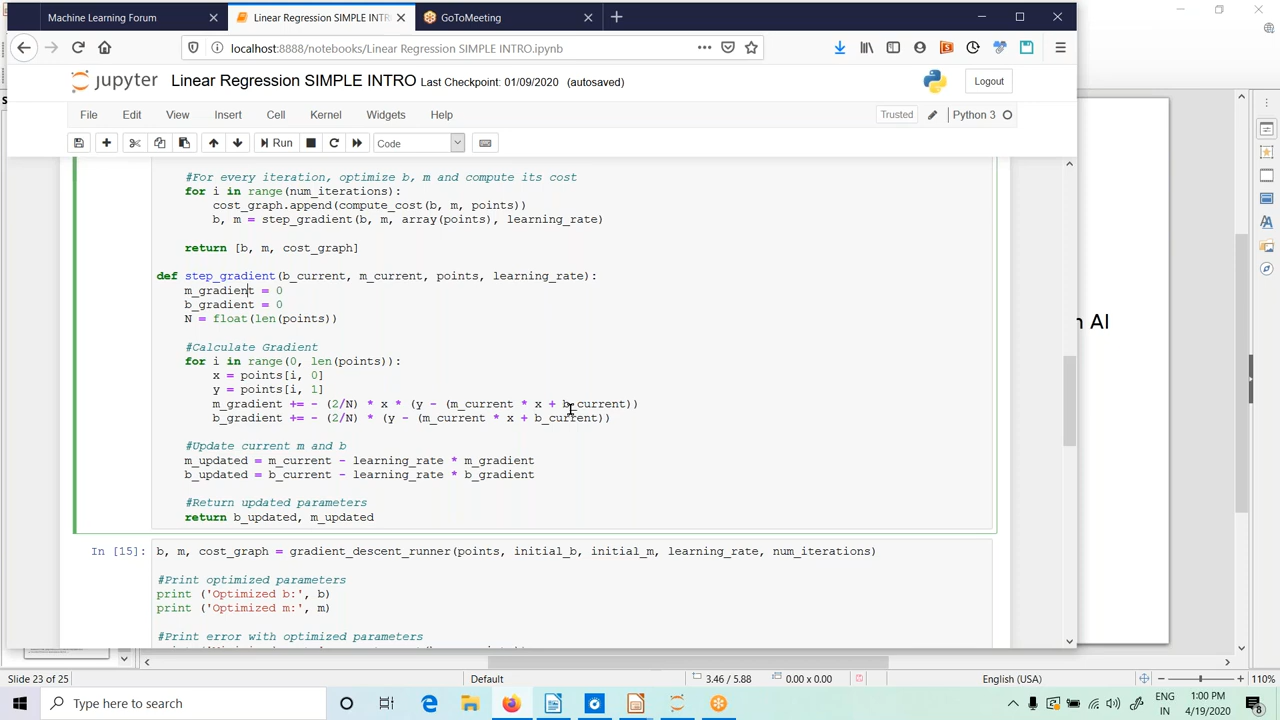 Machine Learning Forum
Linear Regression SIMPLE INTR
GoToMeeting
localhost:8888/notebooks/Linear Regression SIMPLE INTRO.ipynb
jupyter Linear Regression SIMPLE INTRO Last Checkpoint: 01/09/2020 (autosaved)
Logout
File Edit View Insert Cell Kernel Widgets Help
Trusted Python 3
Run Code
#For every iteration, optimize b, m and compute its cost
for i in range(num_iterations):
cost_graph.append(compute_cost(b, m, points))
b, m = step_gradient(b, m, array(points), learning_rate)
return [b, m, cost_graph]
def step_gradient(b_current, m_current, points, learning_rate):
m_gradient = 0
b_gradient = 0
N = float(len(points))
#Calculate Gradient
for i in range(0, len(points)):
x = points[i, 0]
y = points[i, 1]
m_gradient += - (2/N) * x * (y - (m_current * x + b_current))
b_gradient += - (2/N) * (y - (m_current * x + b_current))
#Update current m and b
m_updated = m_current - learning_rate * m_gradient
b_updated = b_current - learning_rate * b_gradient
#Return updated parameters
return b_updated, m_updated
In [15]: b, m, cost_graph = gradient_descent_runner(points, initial_b, initial_m, learning_rate, num_iterations)
#Print optimized parameters
print ('Optimized b:', b)
print ('Optimized m:', m)
#Print error with optimized parameters
AI
Slide 23 of 25
Default
3.46 / 5.88
0.00 x 0.00
English (USA)
110%
Type here to search
ENG
IN
1:00 PM
4/19/2020
8